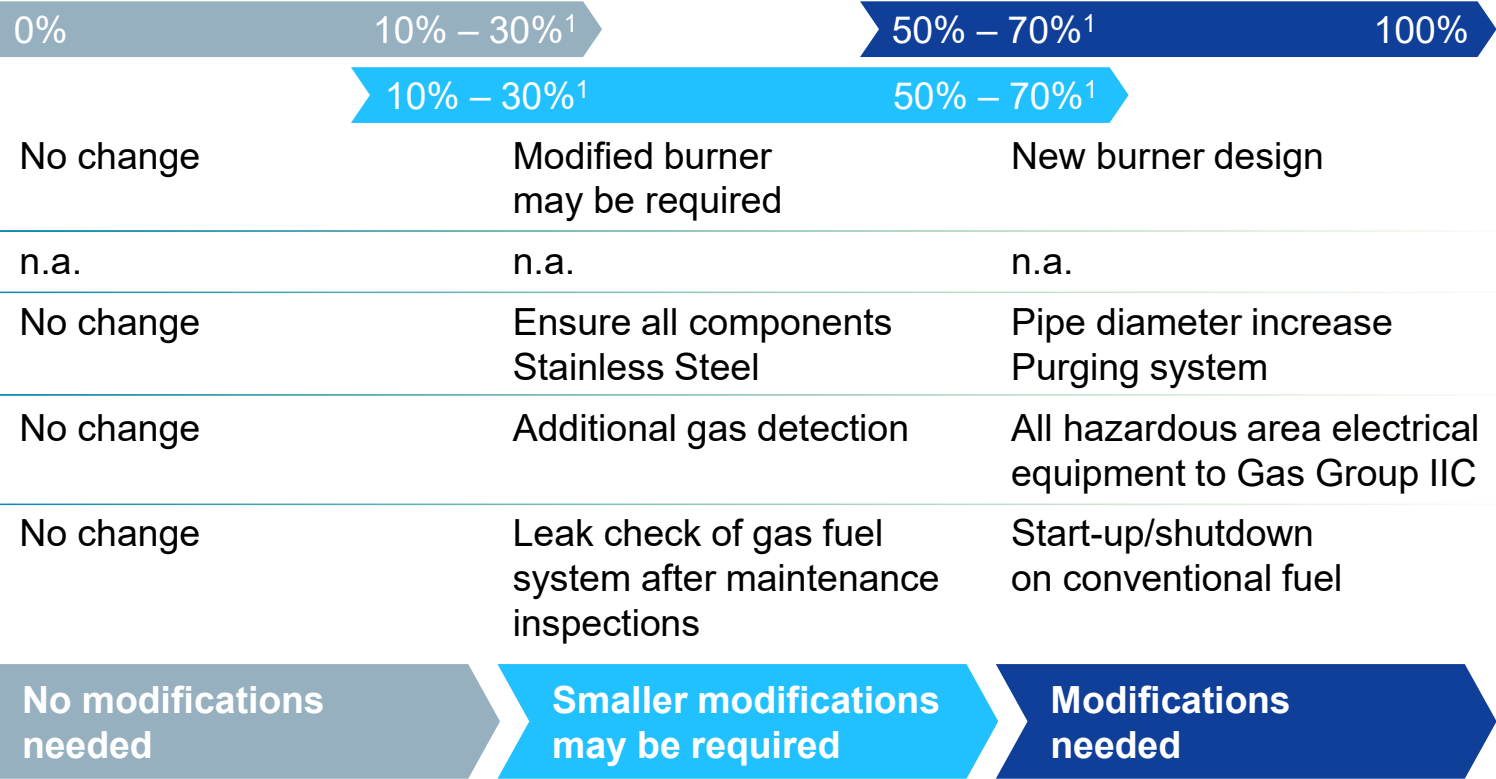 0% 10% – 30%¹ 50% – 70%¹ 100%
10% – 30%¹ 50% – 70%¹
No change Modified burner New burner design
may be required
n.a. n.a. n.a.
No change Ensure all components Pipe diameter increase
Stainless Steel Purging system
No change Additional gas detection All hazardous area electrical
equipment to Gas Group IIC
No change Leak check of gas fuel Start-up/shutdown
system after maintenance on conventional fuel
inspections
No modifications Smaller modifications Modifications
needed may be required needed